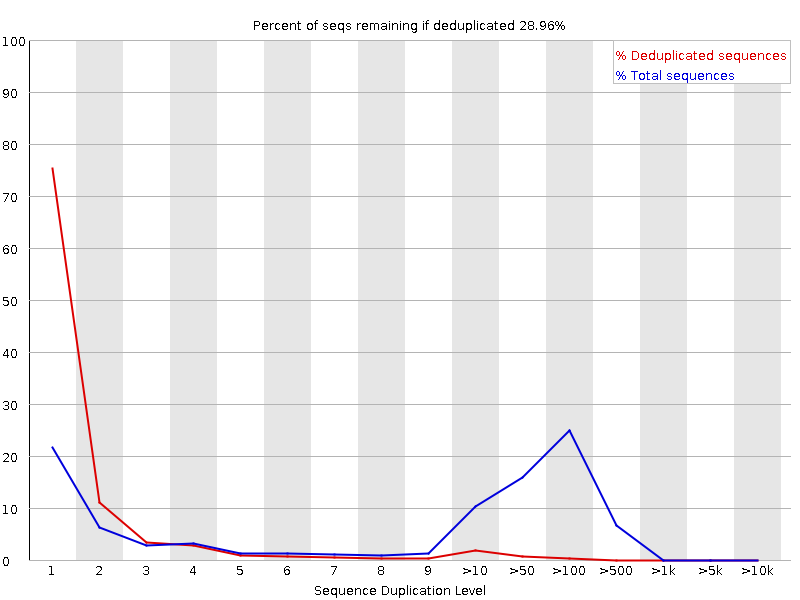 Percent of seqs remaining if deduplicated 28.96%
% Deduplicated sequences
% Total sequences
100
90
80
70
60
50
40
30
20
10
0
1 2 3 4 5 6 7 8 9 >10 >50 >100 >500 >1k >5k >10k
Sequence Duplication Level